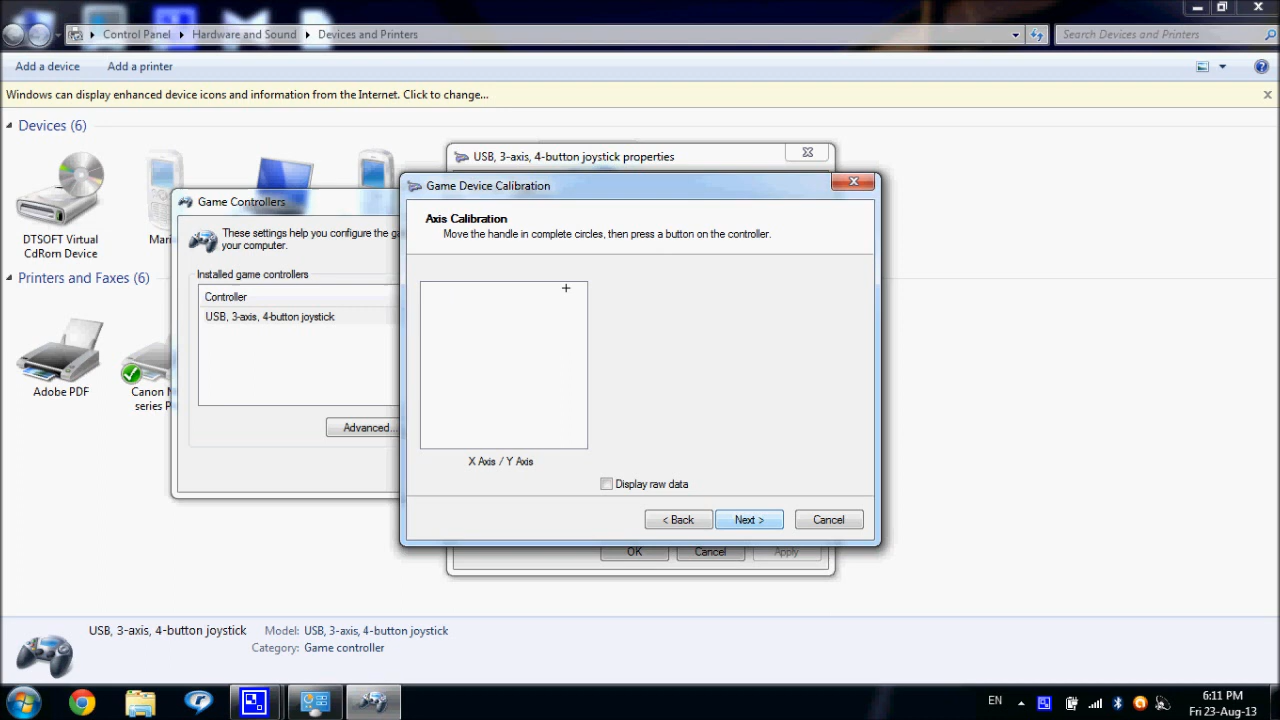 Control Panel Hardware and Sound Devices and Printers
Search Devices and Printers
Add a device Add a printer
Windows can display enhanced device icons and information from the Internet. Click to change...
Devices (6)
DTSOFT Virtual
CdRom Device
Printers and Faxes (6)
Adobe PDF
Canon
series
Game Controllers
These settings help you configure the
your computer.
Installed game controllers
Controller
USB, 3-axis, 4-button joystick
Advanced...
USB, 3-axis, 4-button joystick properties
Game Device Calibration
Axis Calibration
Move the handle in complete circles, then press a button on the controller.
X Axis / Y Axis
Display raw data
< Back Next > Cancel
OK Cancel Apply
USB, 3-axis, 4-button joystick Model: USB, 3-axis, 4-button joystick
Category: Game controller
EN
6:11 PM
Fri 23-Aug-13